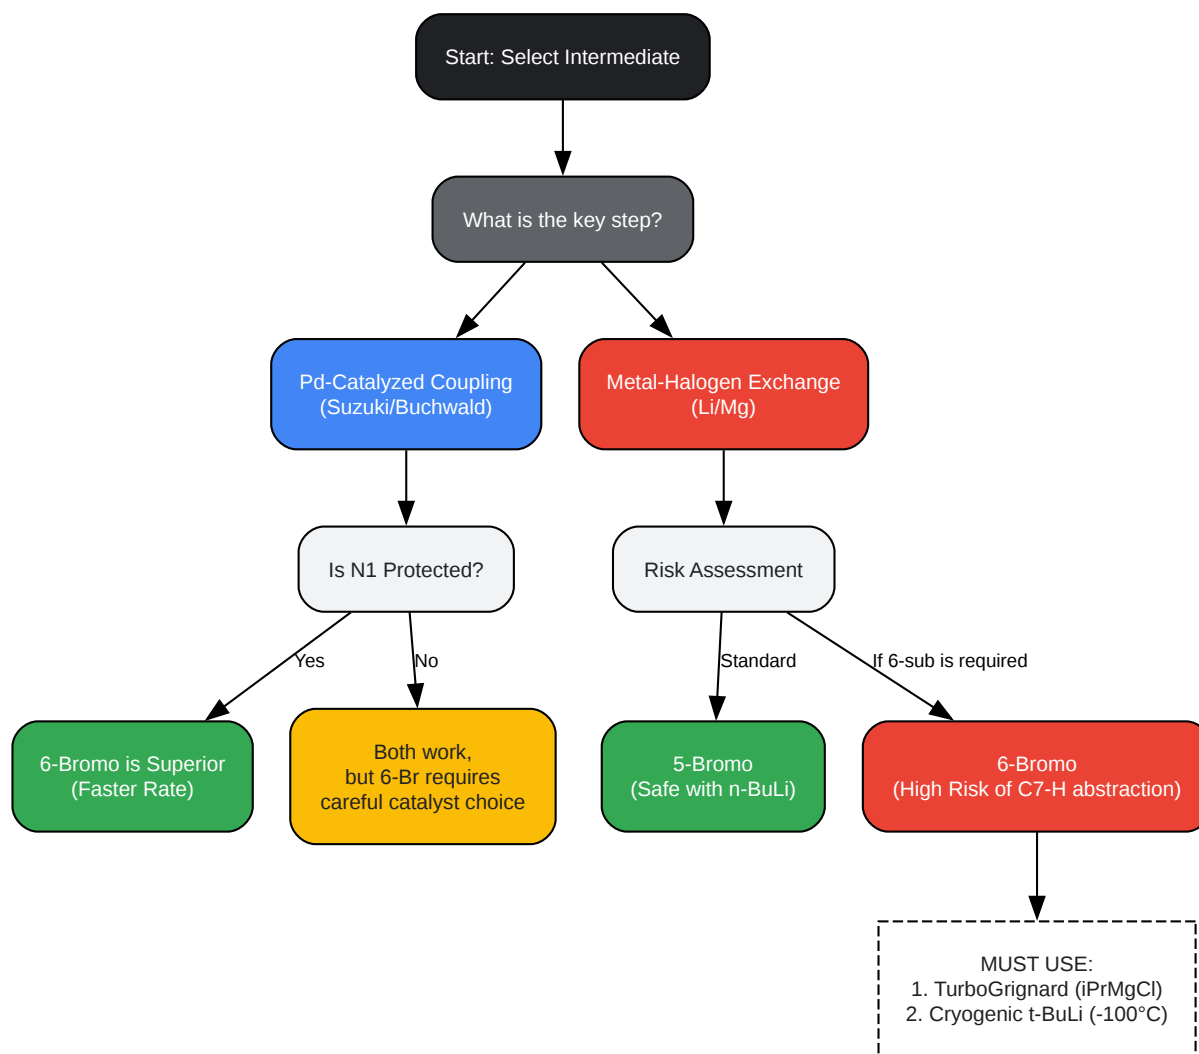 Start: Select Intermediate
What is the key step?
Pd-Catalyzed Coupling
(Suzuki/Buchwald)
Metal-Halogen Exchange
(Li/Mg)
Is N1 Protected?
Risk Assessment
Yes
No
Standard
If 6-sub is required
6-Bromo is Superior
(Faster Rate)
Both work,
but 6-Br requires
careful catalyst choice
5-Bromo
(Safe with n-BuLi)
6-Bromo
(High Risk of C7-H abstraction)
MUST USE:
1. TurboGrignard (iPrMgCl)
2. Cryogenic t-BuLi (-100°C)